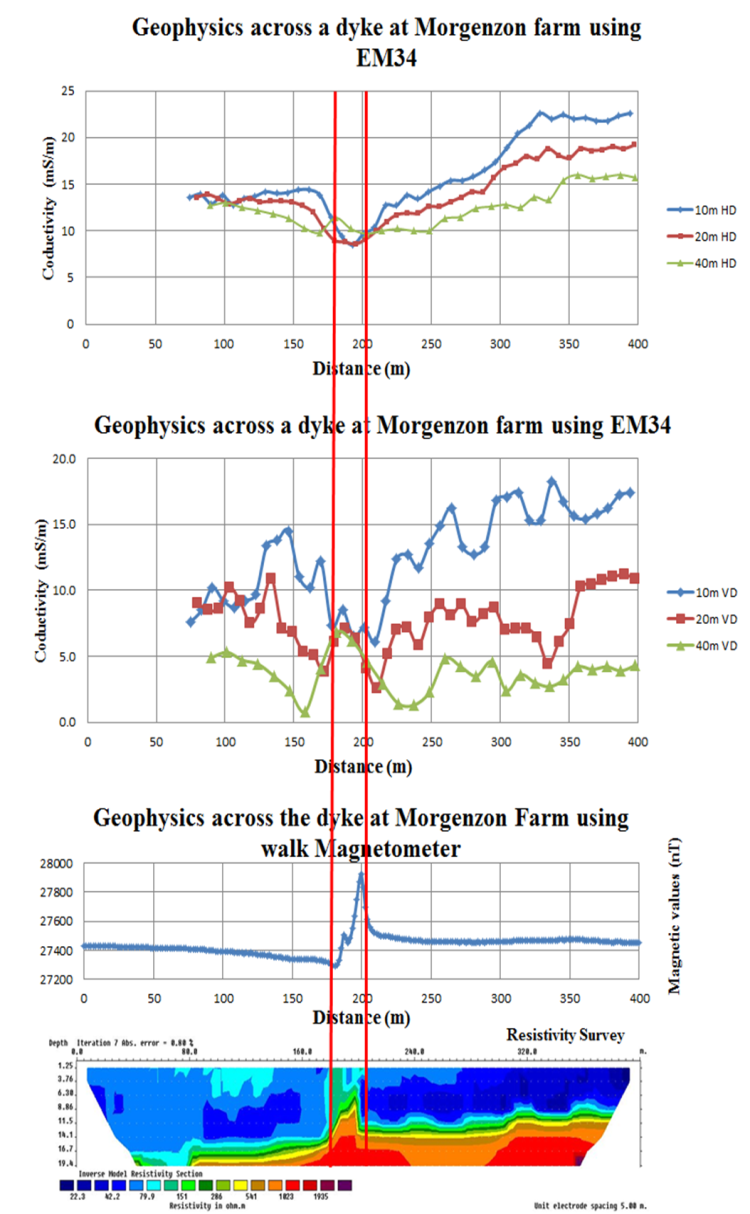 Geophysics across a dyke at Morgenzon farm using
EM34
25
20
15
10
5
0
Coductivity (mS/m)
0 50 100 150 200 250 300 350 400
Distance (m)
10m HD
20m HD
40m HD
Geophysics across a dyke at Morgenzon farm using EM34
20.0
15.0
10.0
5.0
0.0
Coductivity (mS/m)
0 50 100 150 200 250 300 350 400
Distance (m)
10m VD
20m VD
40m VD
Geophysics across the dyke at Morgenzon Farm using
walk Magnetometer
28000
27800
27600
27400
27200
Magnetic values (nT)
0 50 100 150 200 250 300 350 400
Distance (m)
Resistivity Survey
Depth Iteration 7 Abs. error = 0.80 %
0.0 80.0 160.0 240.0 320.0 m.
1.25
3.76
6.38
8.86
11.5
14.1
16.7
19.
Inverse Model Resistivity Section
22.3 42.2 79.9 151 286 541 1023 1935
Resistivity in ohm.m
Unit electrode spacing 5.00 m.